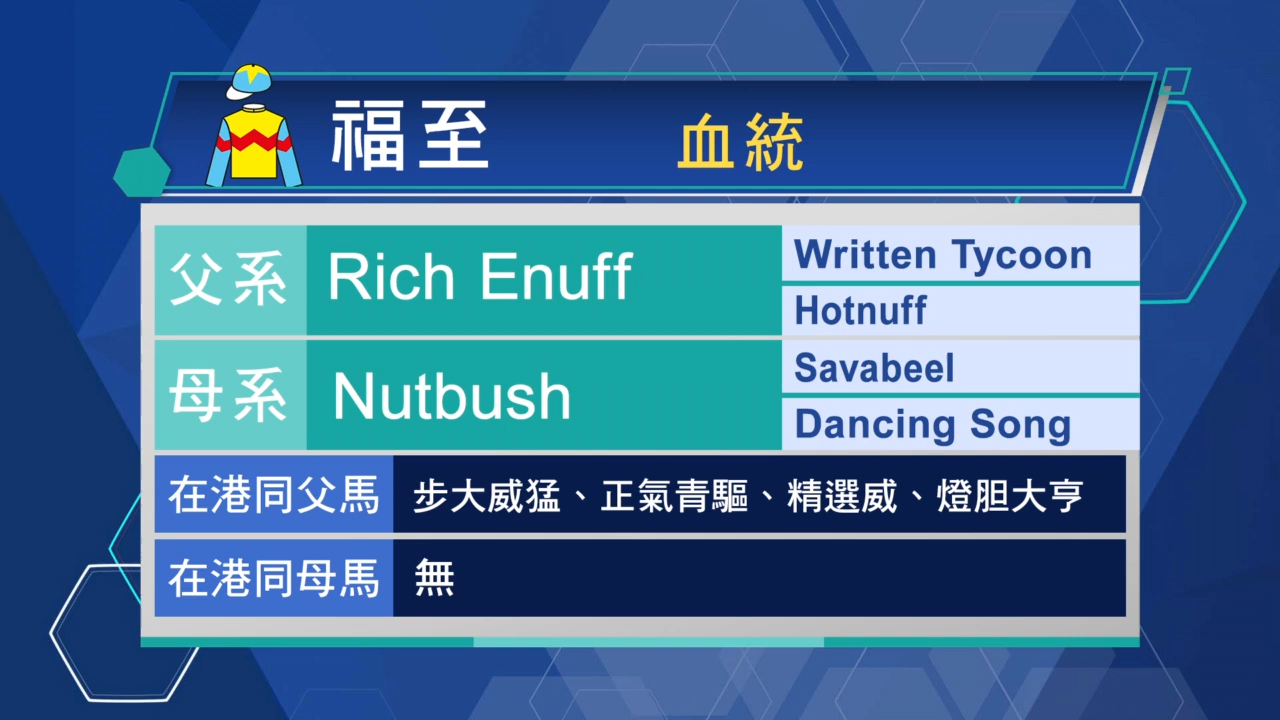 福至
血統
父系
Rich Enuff
Written Tycoon
Hotnuff
母系
Nutbush
Savabeel
Dancing Song
在港同父馬
步大威猛、正氣青驅、精選威、燈胆大亨
在港同母馬
無